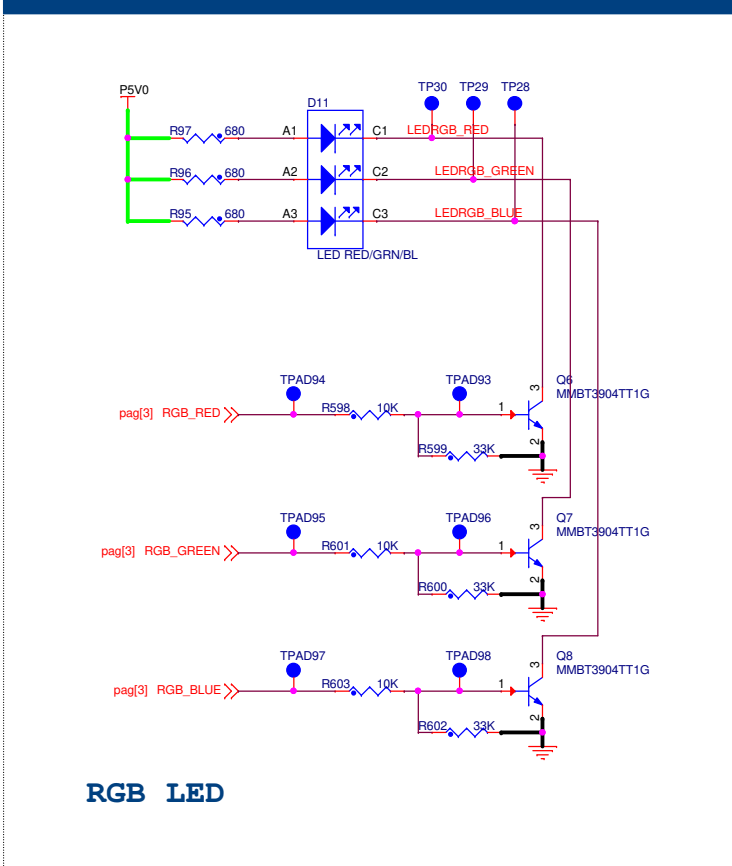 P5V0
TP30 TP29 TP28
D11
R97 680 A1 C1 LEDRGB_RED
R96 680 A2 C2 LEDRGB_GREEN
R95 680 A3 C3 LEDRGB_BLUE
LED RED/GRN/BL
TPAD94 TPAD93 3 Q6
MMBT3904TT1G
pag[3] RGB_RED R598 10K 1
R599 33K 2
TPAD95 TPAD96 3 Q7
MMBT3904TT1G
pag[3] RGB_GREEN R601 10K 1
R600 33K 2
TPAD97 TPAD98 3 Q8
MMBT3904TT1G
pag[3] RGB_BLUE R603 10K 1
R602 33K 2
RGB LED